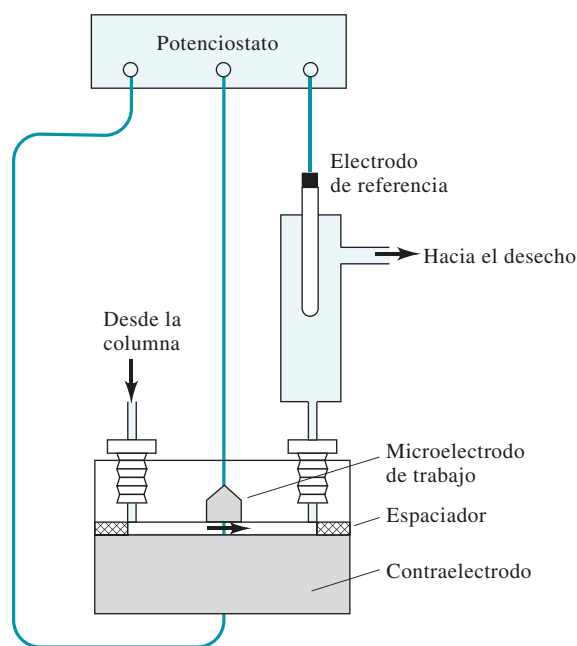 Potenciostato
Electrodo
de referencia
Hacia el desecho
Desde la
columna
Microelectrodo
de trabajo
Espaciador
Contraelectrodo